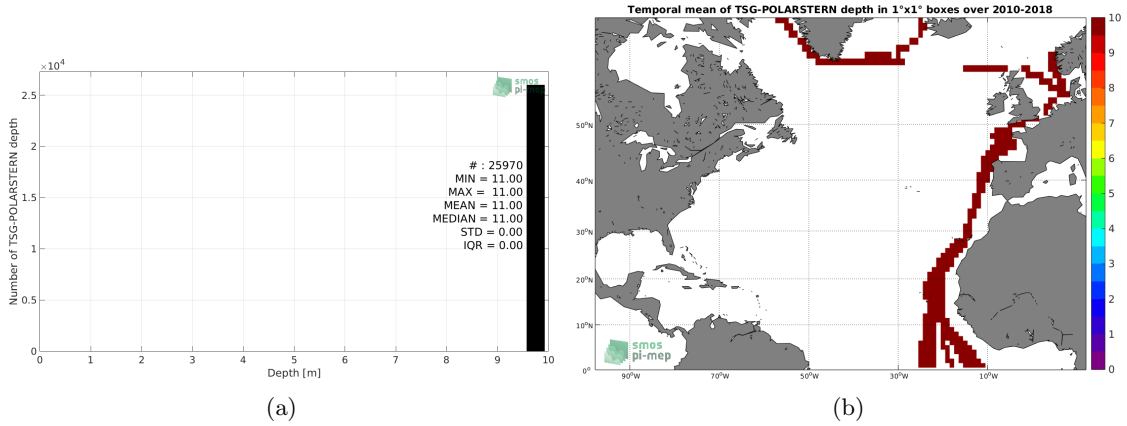 ×10⁴
smos
pi-mep
2.5
2
1.5
1
0.5
0
Number of TSG-POLARSTERN depth
# : 25970
MIN = 11.00
MAX = 11.00
MEAN = 11.00
MEDIAN = 11.00
STD = 0.00
IQR = 0.00
0 1 2 3 4 5 6 7 8 9 10
Depth [m]
(a)
Temporal mean of TSG-POLARSTERN depth in 1°x1° boxes over 2010-2018
50°N
40°N
30°N
20°N
10°N
0°
90°W 70°W 50°W 30°W 10°W
smos
pi-mep
10
9
8
7
6
5
4
3
2
1
0
(b)